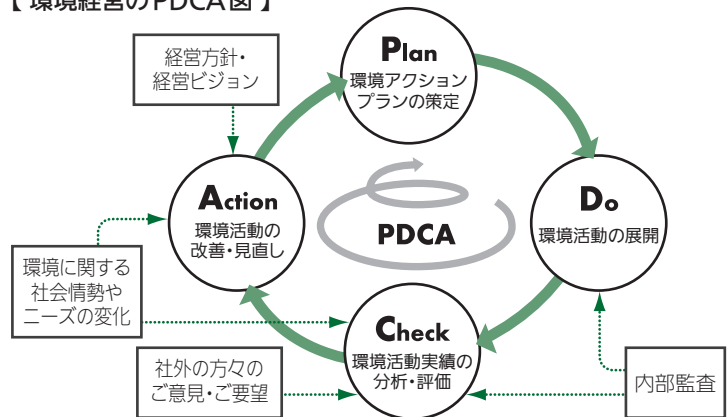 【 環境経営のPDCA図 】
経営方針・
経営ビジョン
Plan
環境アクション
プランの策定
Action
環境活動の
改善・見直し
PDCA
Do
環境活動の展開
環境に関する
社会情勢や
ニーズの変化
Check
環境活動実績の
分析・評価
社外の方々の
ご意見・ご要望
内部監査